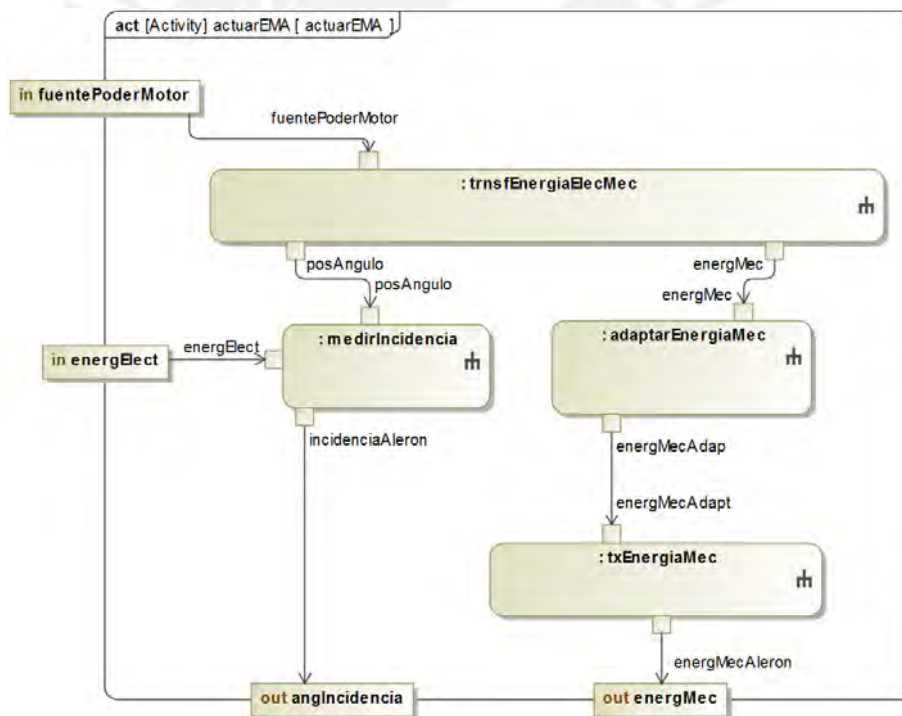 act [Activity] actuarEMA [ actuarEMA ]
in fuentePoderMotor
fuentePoderMotor
: trnsfEnergiaElecMec
posAngulo
energMec
posAngulo
energMec
: medirIncidencia
: adaptarEnergiaMec
energElect
in energElect
incidenciaAleron
energMecAdap
energMecAdapt
: txEnergiaMec
energMecAleron
out angIncidencia
out energMec